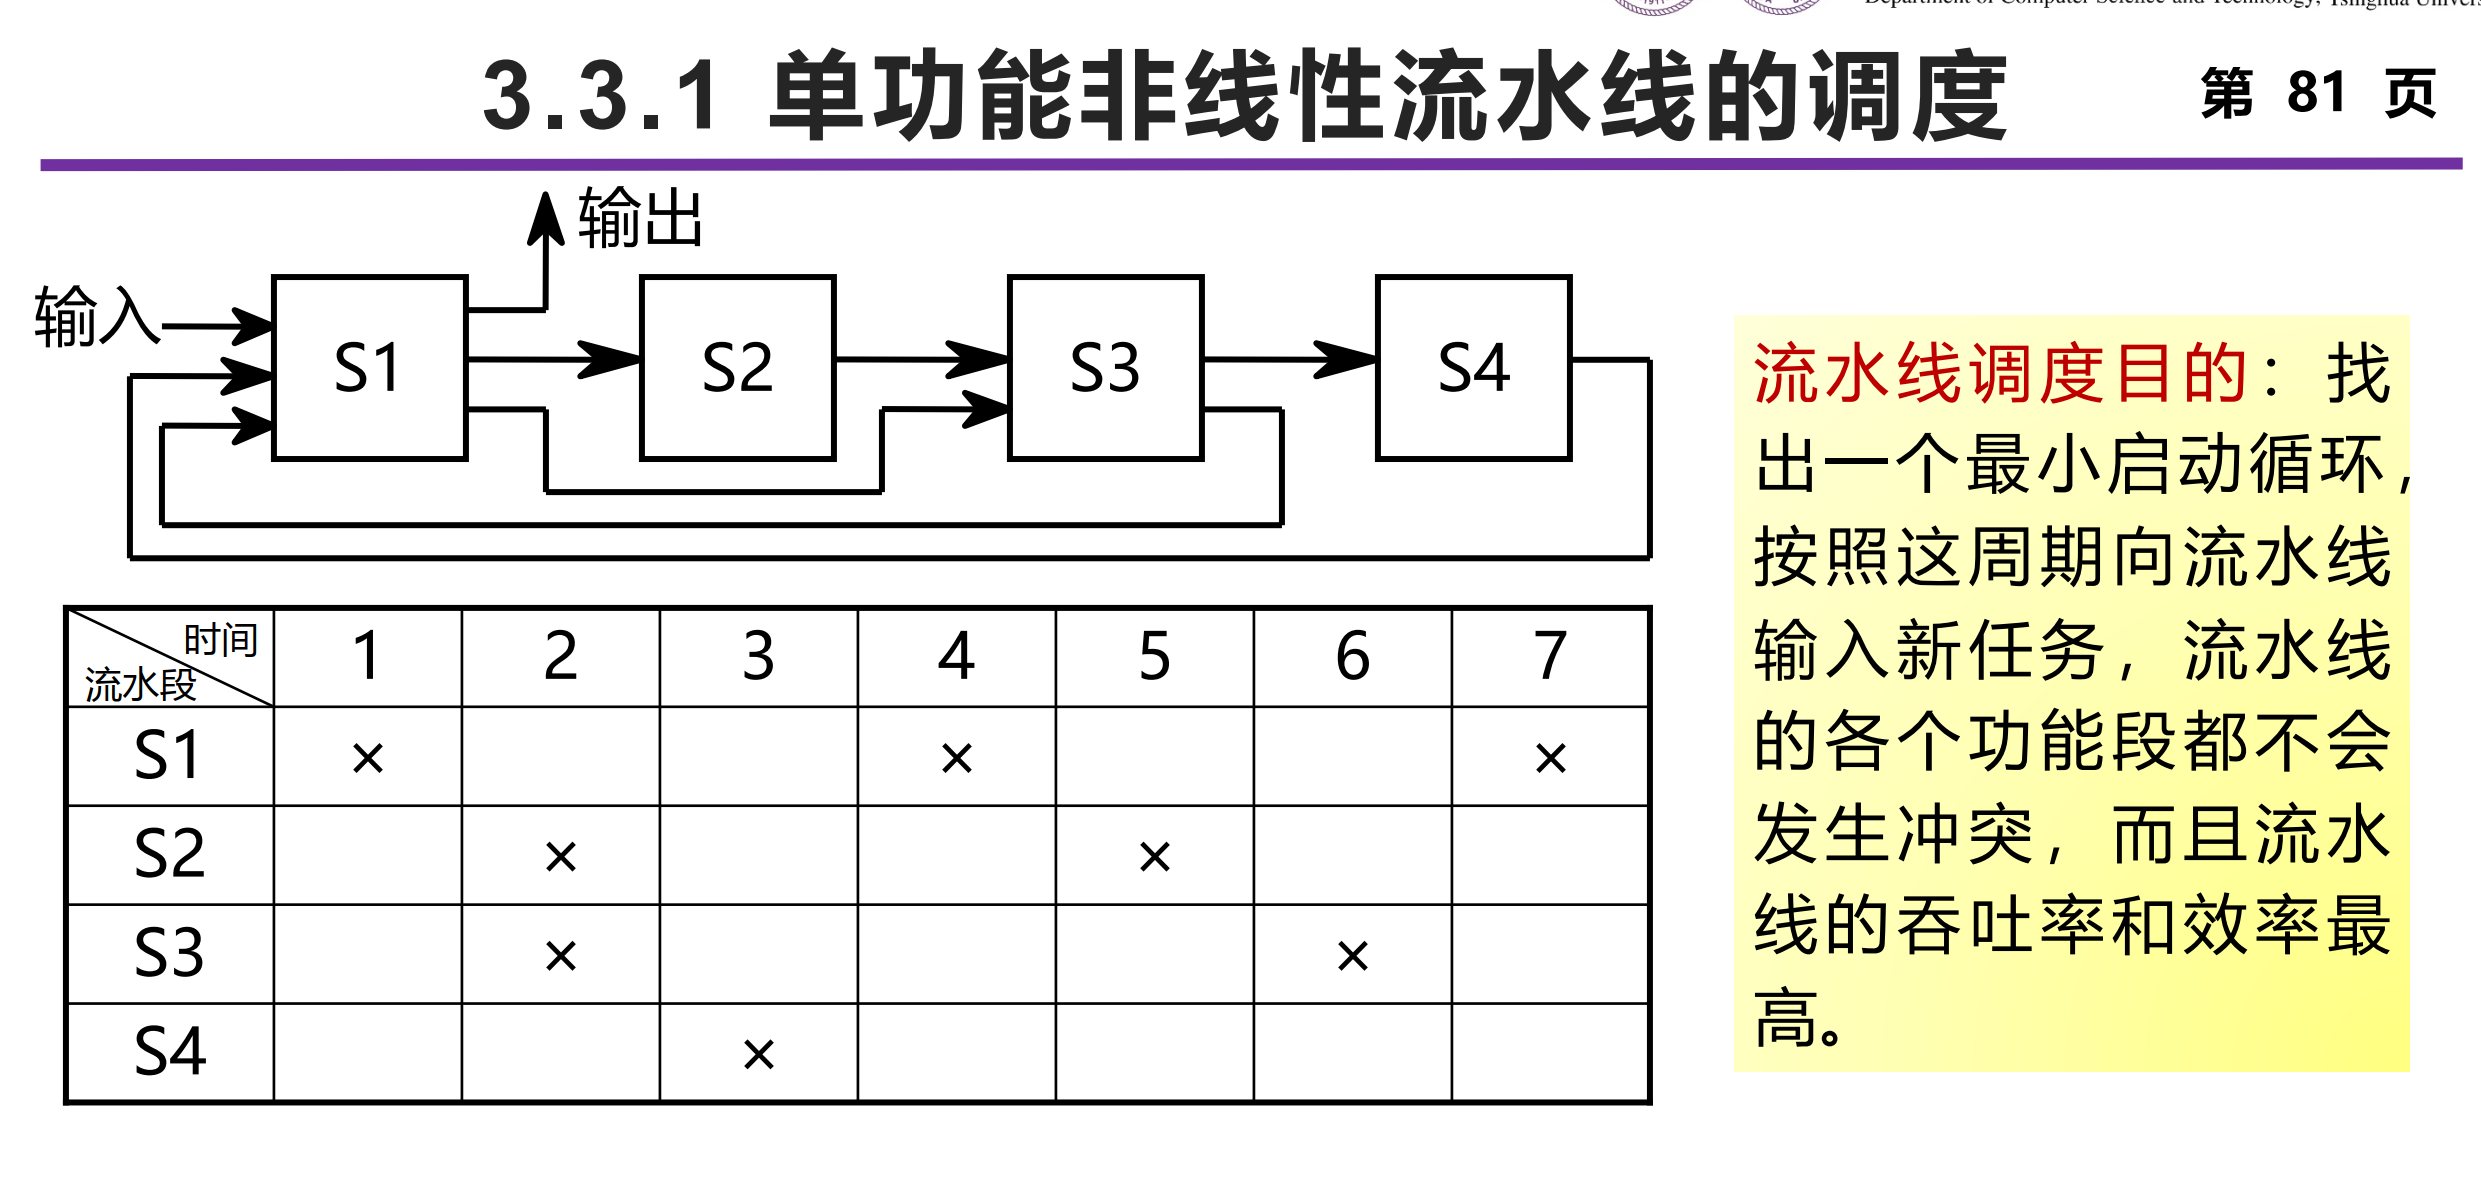 Department of Computer Science and Technology, Tsinghua Univers
3.3.1 单功能非线性流水线的调度
第 81 页
输出
输入
S1 S2 S3 S4
流水线调度目的：找
出一个最小启动循环，
按照这周期向流水线
输入新任务，流水线
的各个功能段都不会
发生冲突，而且流水
线的吞吐率和效率最
高。
时间 1 2 3 4 5 6 7
流水段
S1 × × ×
S2 × ×
S3 × ×
S4 ×